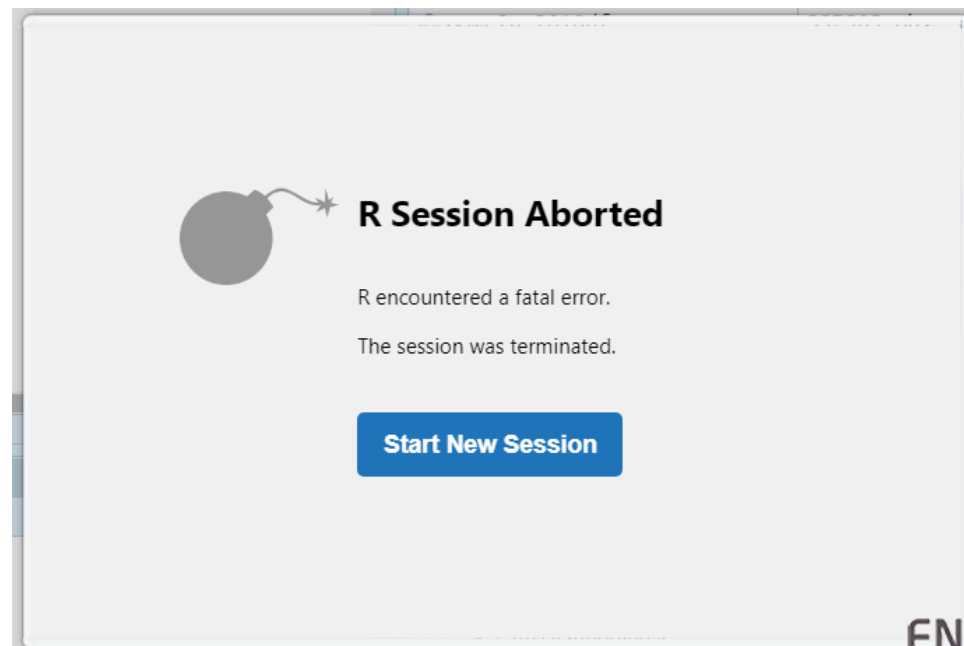 R Session Aborted
R encountered a fatal error.
The session was terminated.
Start New Session
EN